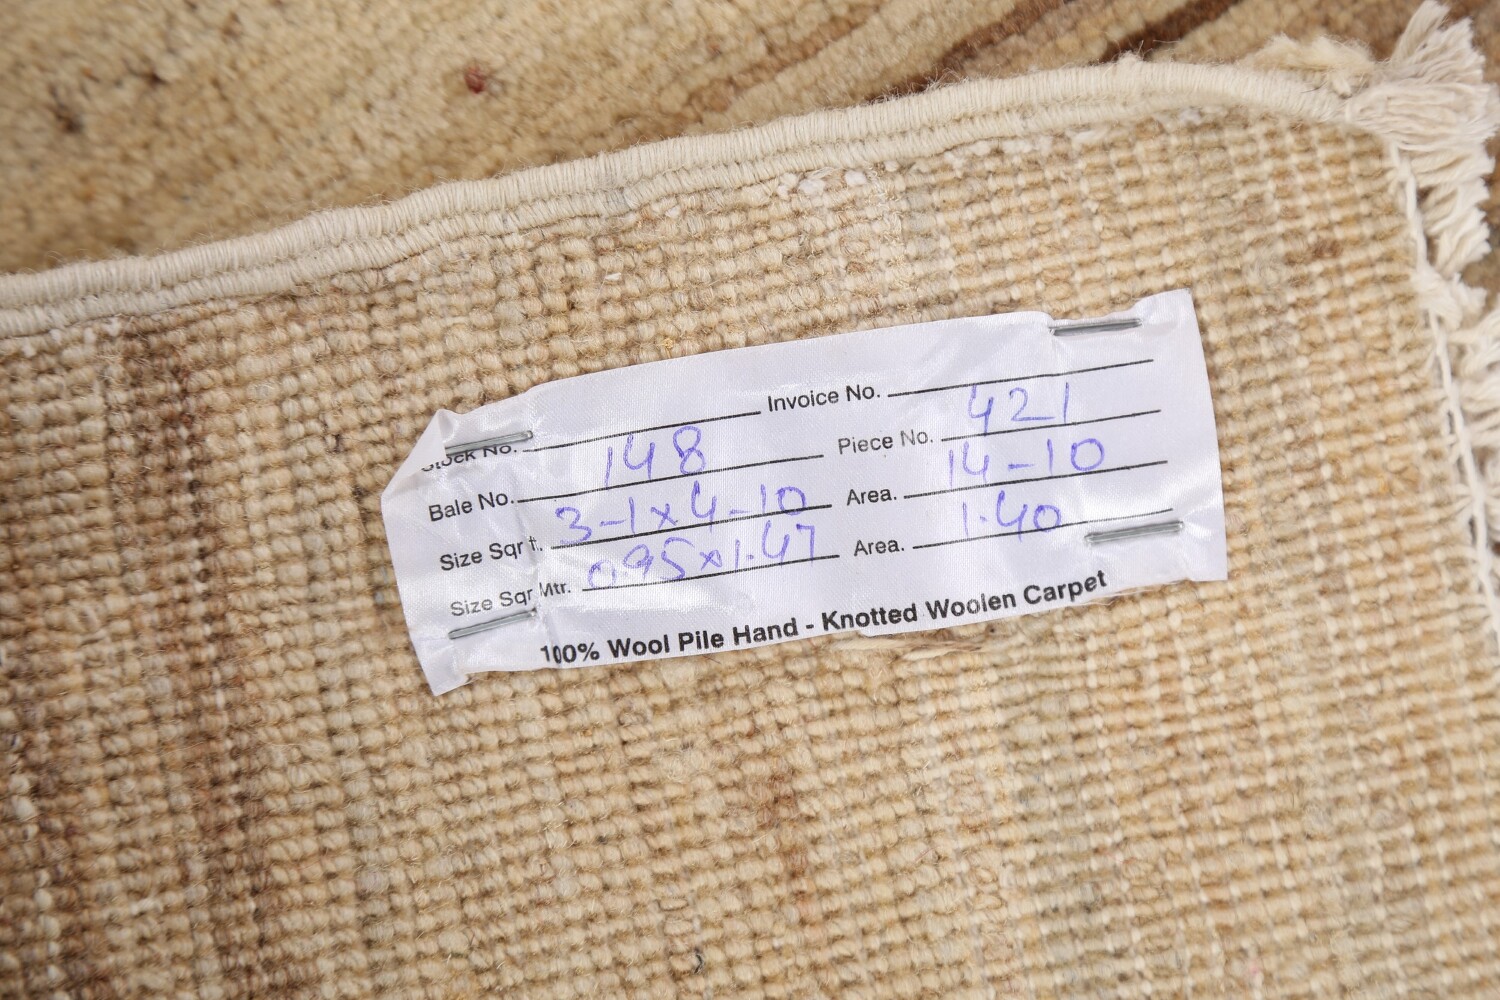 Stock No. Invoice No.
Bale No. 148 Piece No. 421
Size Sqr t. 3-1x4-10 Area. 14-10
Size Sqr Mtr. 0.95x1.47 Area. 1.40
100% Wool Pile Hand - Knotted Woolen Carpet